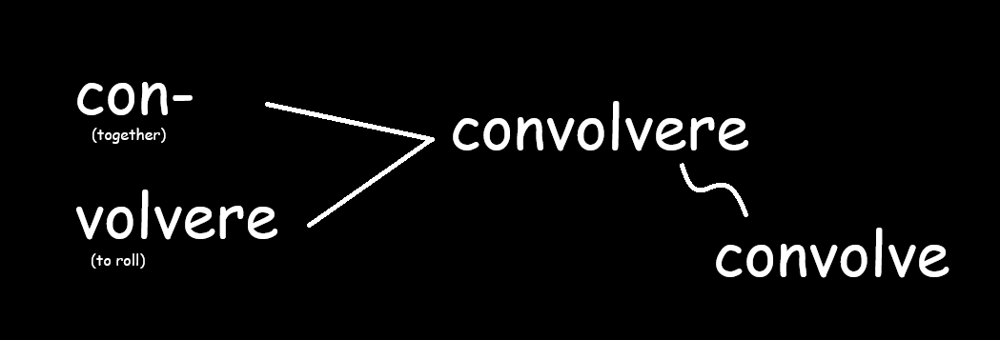 con-
(together)
volvere
(to roll)
convolvere
convolve